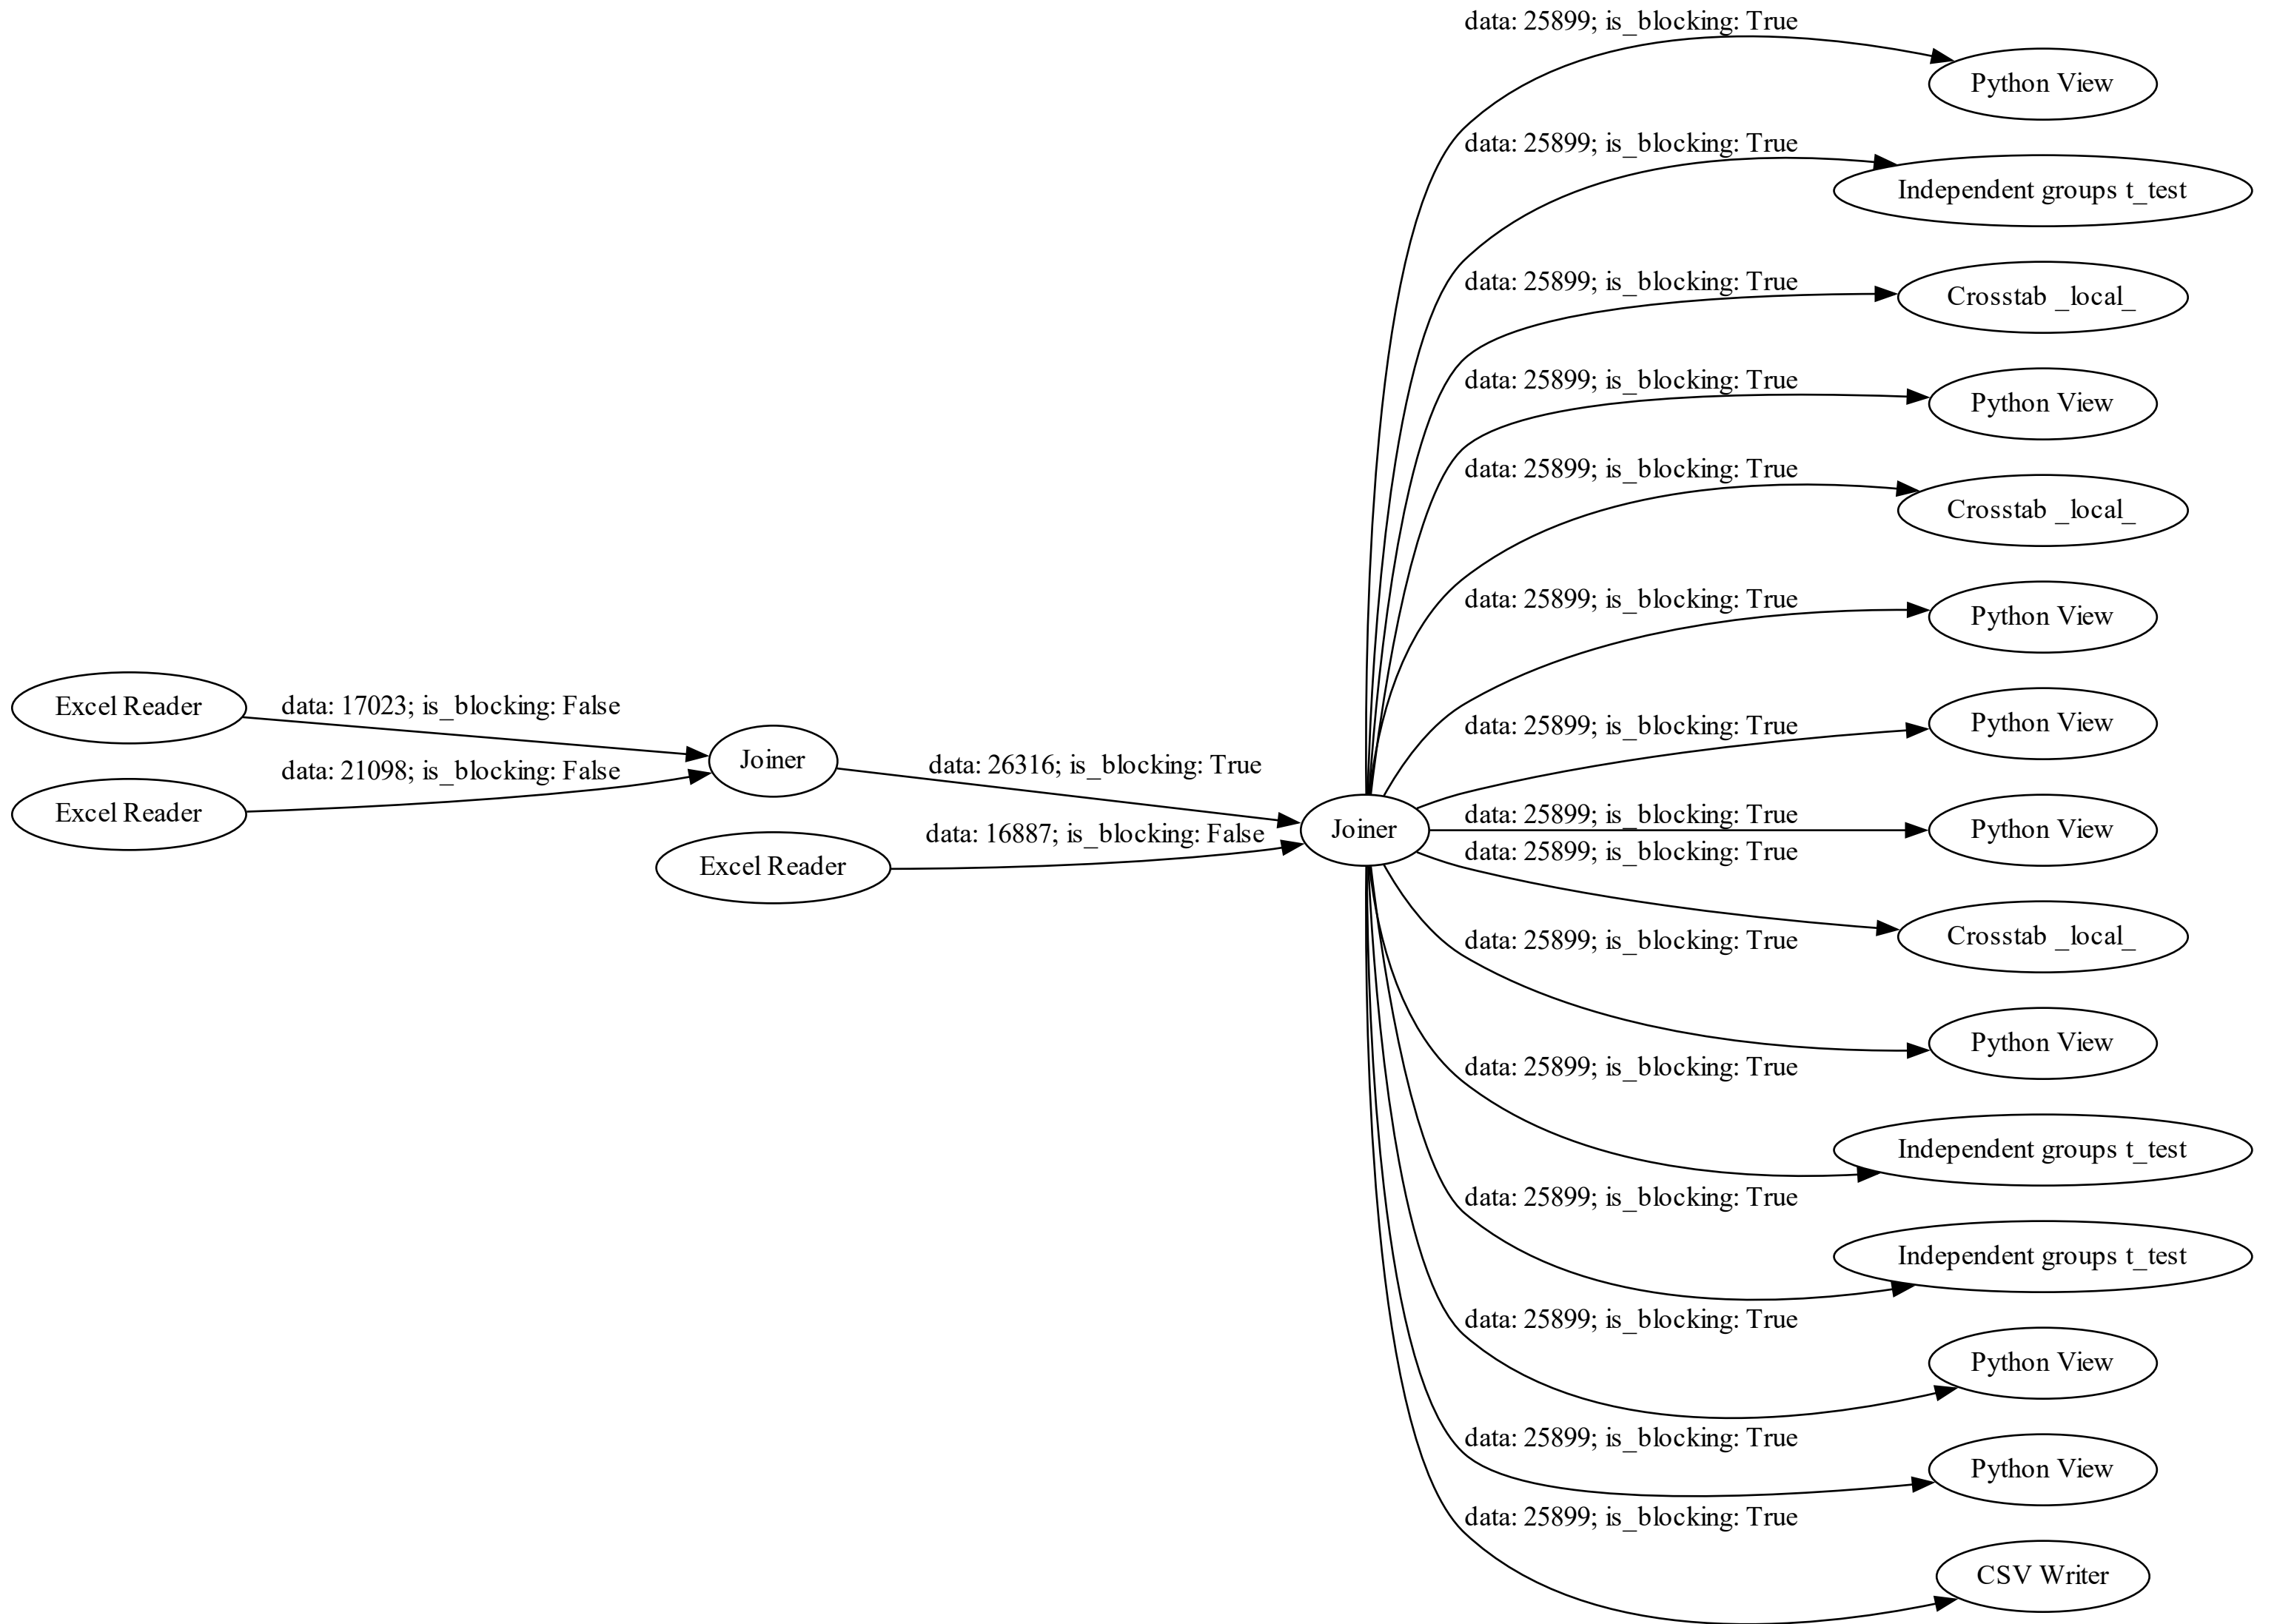 data: 25899; is_blocking: True
Python View
data: 25899; is_blocking: True
Independent groups t_test
data: 25899; is_blocking: True
Crosstab _local_
data: 25899; is_blocking: True
Python View
data: 25899; is_blocking: True
Crosstab _local_
data: 25899; is_blocking: True
Python View
Excel Reader
data: 17023; is_blocking: False
data: 25899; is_blocking: True
Python View
Excel Reader
data: 21098; is_blocking: False
Joiner
data: 26316; is_blocking: True
Excel Reader
data: 16887; is_blocking: False
Joiner
data: 25899; is_blocking: True
Python View
data: 25899; is_blocking: True
Crosstab _local_
data: 25899; is_blocking: True
Python View
data: 25899; is_blocking: True
Independent groups t_test
data: 25899; is_blocking: True
Independent groups t_test
data: 25899; is_blocking: True
Python View
data: 25899; is_blocking: True
Python View
data: 25899; is_blocking: True
CSV Writer